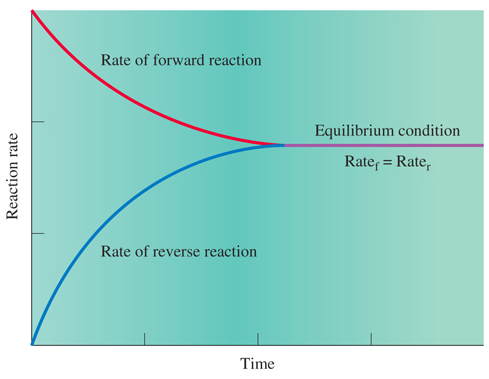 Rate of forward reaction
Equilibrium condition
Rate_f = Rate_r
Reaction rate
Rate of reverse reaction
Time